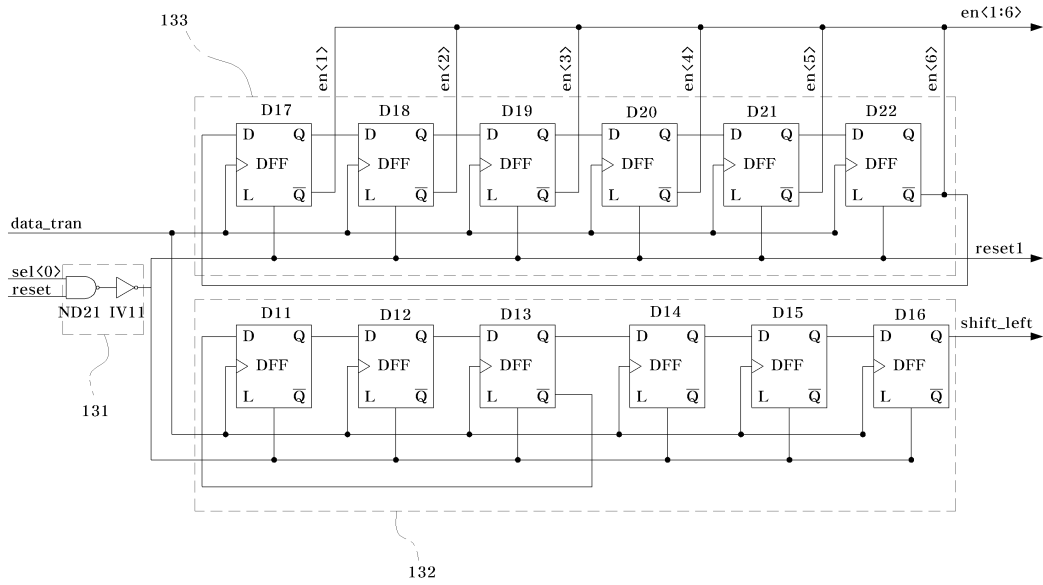 133
en<1:6>
en<1>
en<2>
en<3>
en<4>
en<5>
en<6>
D17
D18
D19
D20
D21
D22
D Q
DFF
L Q̅
D Q
DFF
L Q̅
D Q
DFF
L Q̅
D Q
DFF
L Q̅
D Q
DFF
L Q̅
D Q
DFF
L Q̅
data_tran
reset1
sel<0>
reset
ND21 IV11
131
D11
D12
D13
D14
D15
D16
D Q
DFF
L Q̅
D Q
DFF
L Q̅
D Q
DFF
L Q̅
D Q
DFF
L Q̅
D Q
DFF
L Q̅
D Q
DFF
L Q̅
shift_left
132